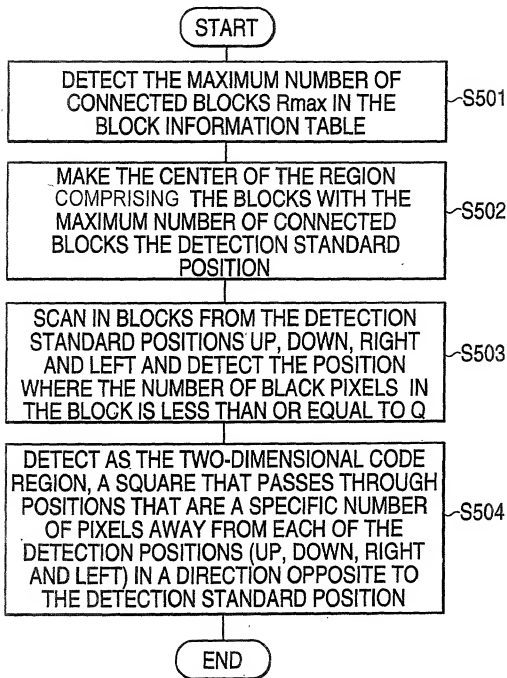 START
DETECT THE MAXIMUM NUMBER OF
CONNECTED BLOCKS Rmax IN THE
BLOCK INFORMATION TABLE
S501
MAKE THE CENTER OF THE REGION
COMPRISING THE BLOCKS WITH THE
MAXIMUM NUMBER OF CONNECTED
BLOCKS THE DETECTION STANDARD
POSITION
S502
SCAN IN BLOCKS FROM THE DETECTION
STANDARD POSITIONS UP, DOWN, RIGHT
AND LEFT AND DETECT THE POSITION
WHERE THE NUMBER OF BLACK PIXELS IN
THE BLOCK IS LESS THAN OR EQUAL TO Q
S503
DETECT AS THE TWO-DIMENSIONAL CODE
REGION, A SQUARE THAT PASSES THROUGH
POSITIONS THAT ARE A SPECIFIC NUMBER
OF PIXELS AWAY FROM EACH OF THE
DETECTION POSITIONS (UP, DOWN, RIGHT
AND LEFT) IN A DIRECTION OPPOSITE TO
THE DETECTION STANDARD POSITION
S504
END